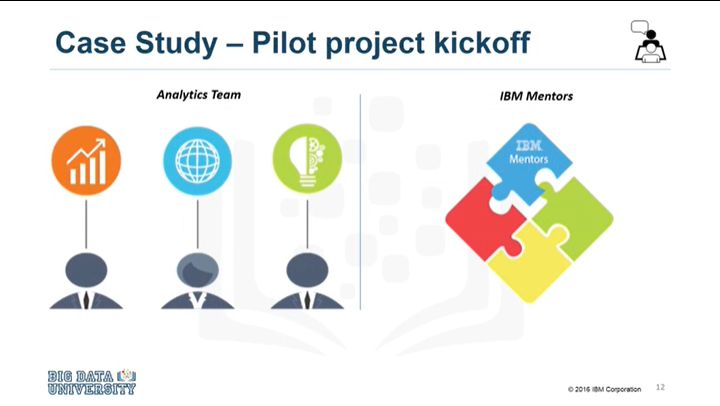 Case Study – Pilot project kickoff
Analytics Team
IBM Mentors
IBM
Mentors
BIG DATA
UNIVERSITY
© 2016 IBM Corporation
12